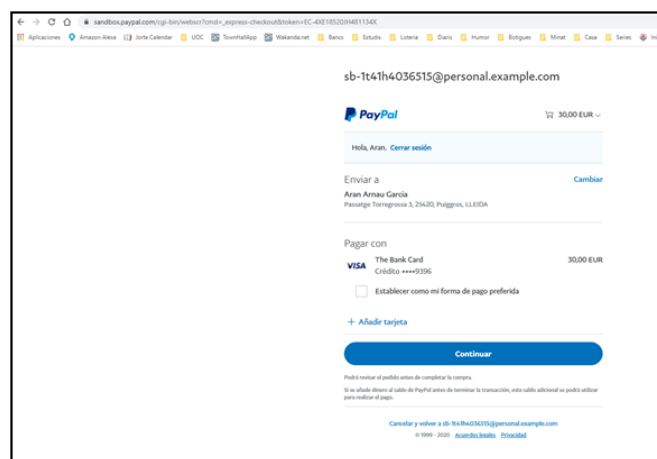 sandbox.paypal.com/cgi-bin/webscr?cmd=_express-checkout&token=EC-4XE18520JH481134X
Aplicaciones Amazon Alexa Jorte Calendar UOC TownHallApp Wakanda.net Bancs Estudis Loteria Diaris Humor Botigues Minat Casa Series
sb-1t41h4036515@personal.example.com
PayPal 30,00 EUR
Hola, Aran. Cerrar sesión
Enviar a Cambiar
Aran Arnau Garcia
Passatge Torregrossa 3, 25420, Puiggros, LLEIDA
Pagar con
VISA The Bank Card 30,00 EUR
Crédito ••••9396
Establecer como mi forma de pago preferida
+ Añadir tarjeta
Continuar
Podrá revisar el pedido antes de completar la compra.
Si se añade dinero al saldo de PayPal antes de terminar la transacción, este saldo adicional se podrá utilizar
para realizar el pago.
Cancelar y volver a sb-1t41h4036515@personal.example.com
© 1999 - 2020 Acuerdos legales Privacidad